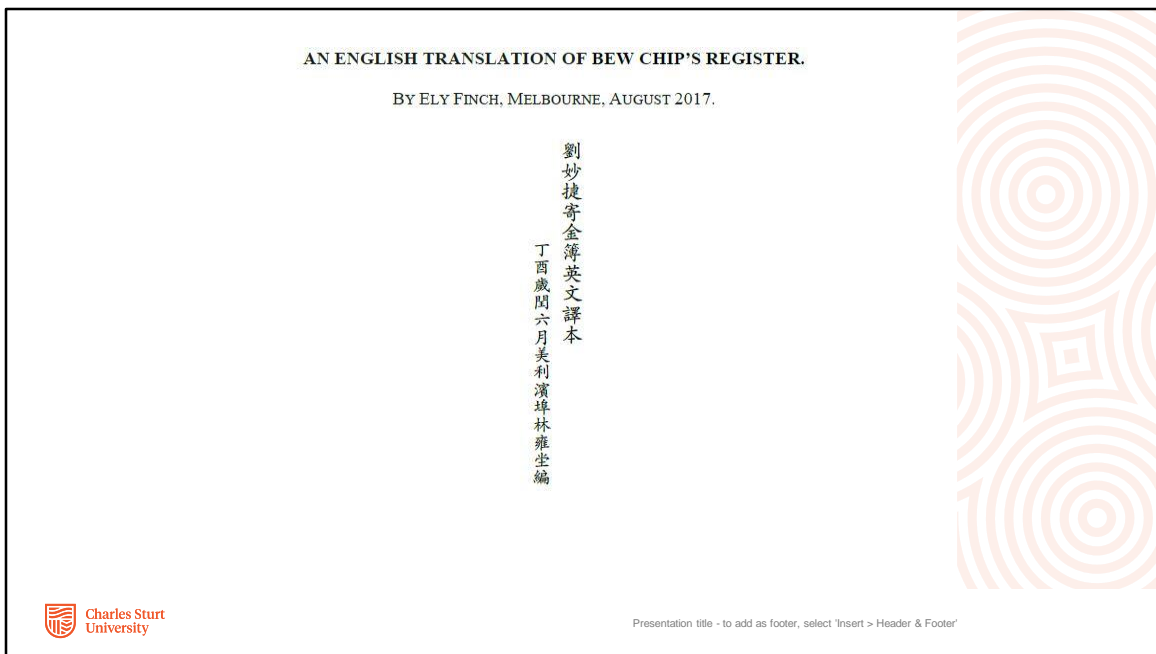 AN ENGLISH TRANSLATION OF BEW CHIP’S REGISTER.
BY ELY FINCH, MELBOURNE, AUGUST 2017.
劉妙捷寄金簿英文譯本
丁酉歲閏六月美利濱埠林雍坣編
Charles Sturt
University
Presentation title - to add as footer, select 'Insert > Header & Footer'